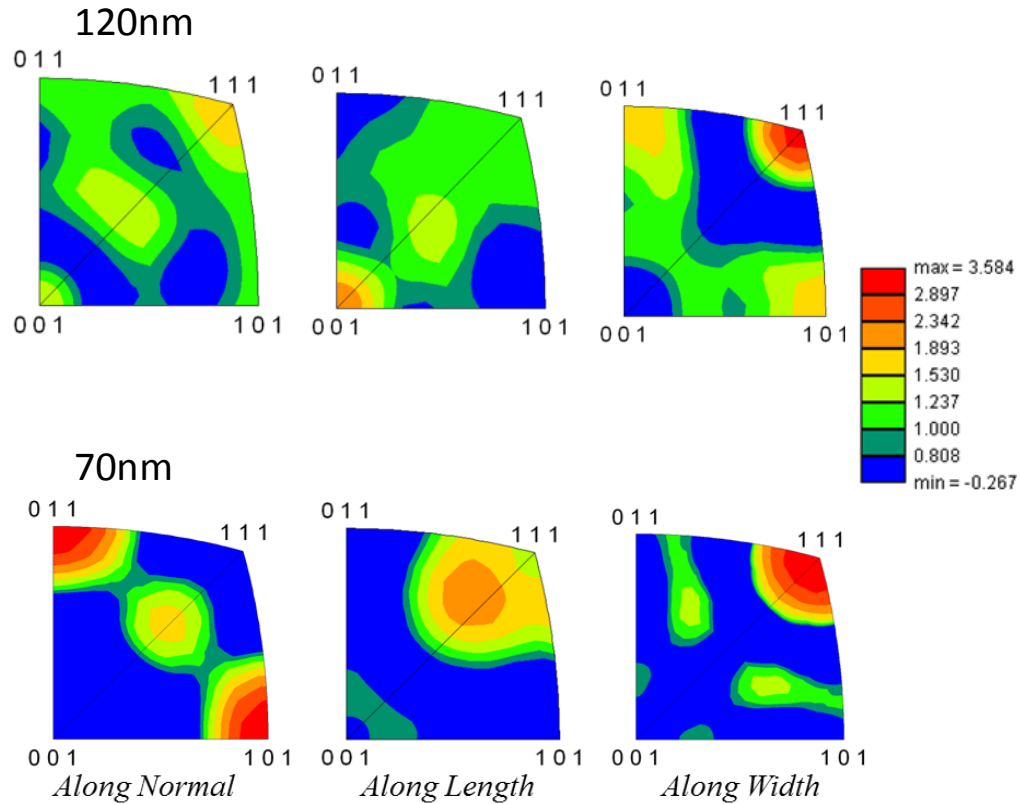 120nm
0 1 1
1 1 1
0 0 1
1 0 1
0 1 1
1 1 1
0 0 1
1 0 1
0 1 1
1 1 1
0 0 1
1 0 1
max = 3.584
2.897
2.342
1.893
1.530
1.237
1.000
0.808
min = -0.267
70nm
0 1 1
1 1 1
0 0 1
1 0 1
Along Normal
0 1 1
1 1 1
0 0 1
1 0 1
Along Length
0 1 1
1 1 1
0 0 1
1 0 1
Along Width